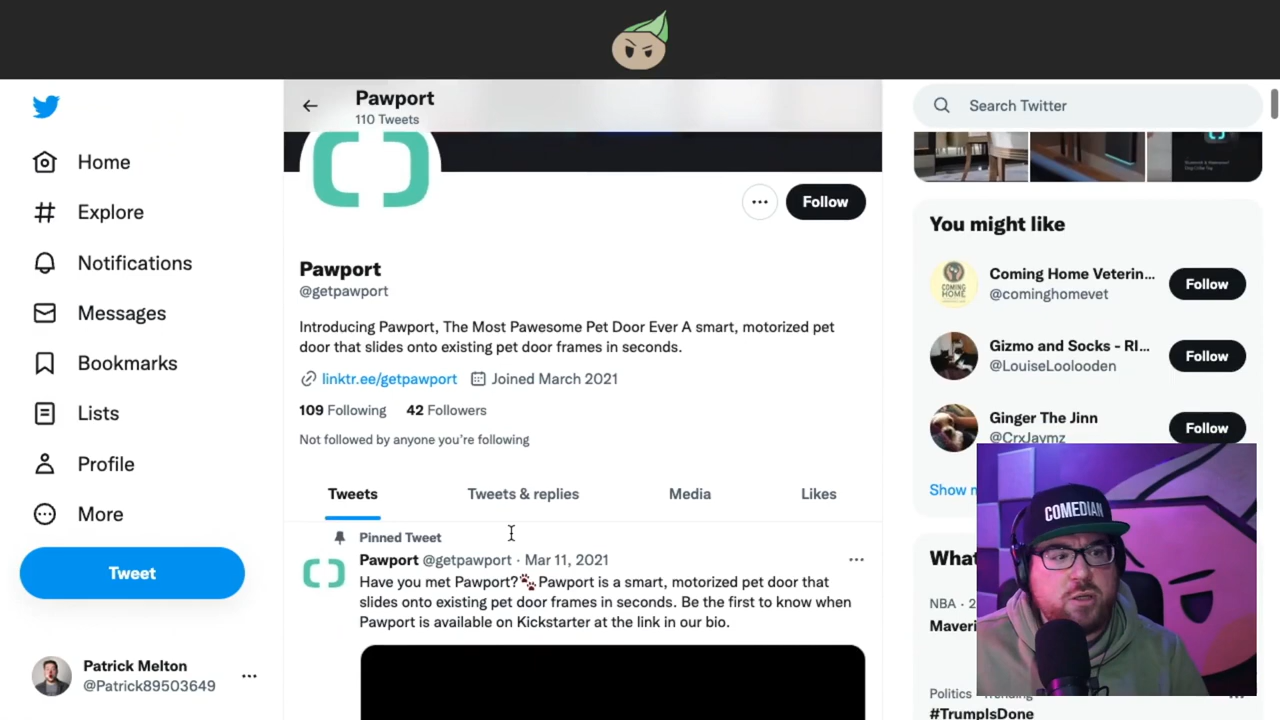 Pawport
110 Tweets
Search Twitter
Home
Explore
Notifications
Messages
Bookmarks
Lists
Profile
More
Tweet
Patrick Melton
@Patrick89503649
Follow
Pawport
@getpawport
Introducing Pawport, The Most Pawesome Pet Door Ever A smart, motorized pet
door that slides onto existing pet door frames in seconds.
linktr.ee/getpawport Joined March 2021
109 Following 42 Followers
Not followed by anyone you're following
Tweets Tweets & replies Media Likes
Pinned Tweet
Pawport @getpawport · Mar 11, 2021
Have you met Pawport?🐾 Pawport is a smart, motorized pet door that
slides onto existing pet door frames in seconds. Be the first to know when
Pawport is available on Kickstarter at the link in our bio.
You might like
Coming Home Veterin...
@cominghomevet
Follow
Gizmo and Socks - RI...
@LouiseLoolooden
Follow
Ginger The Jinn
@CrxJaymz
Follow
Show
What
NBA · 2
Maveri
Politics · Trending
#TrumpIsDone
COMEDIAN
COMING
HOME